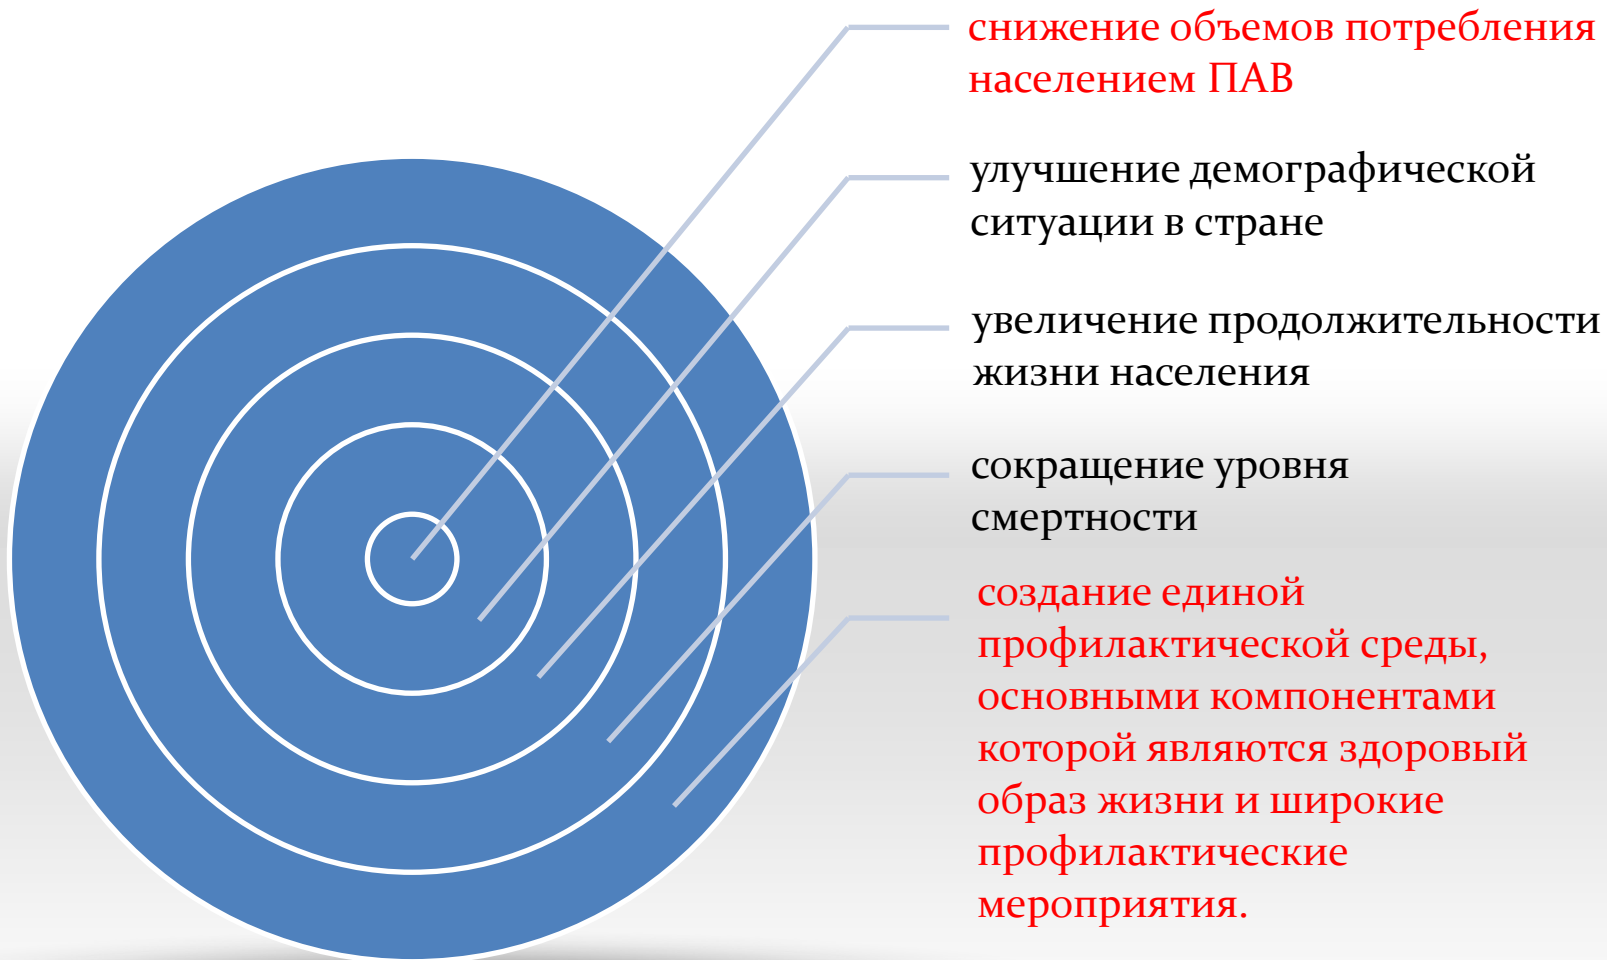 снижение объемов потребления
населением ПАВ
улучшение демографической
ситуации в стране
увеличение продолжительности
жизни населения
сокращение уровня
смертности
создание единой
профилактической среды,
основными компонентами
которой являются здоровый
образ жизни и широкие
профилактические
мероприятия.